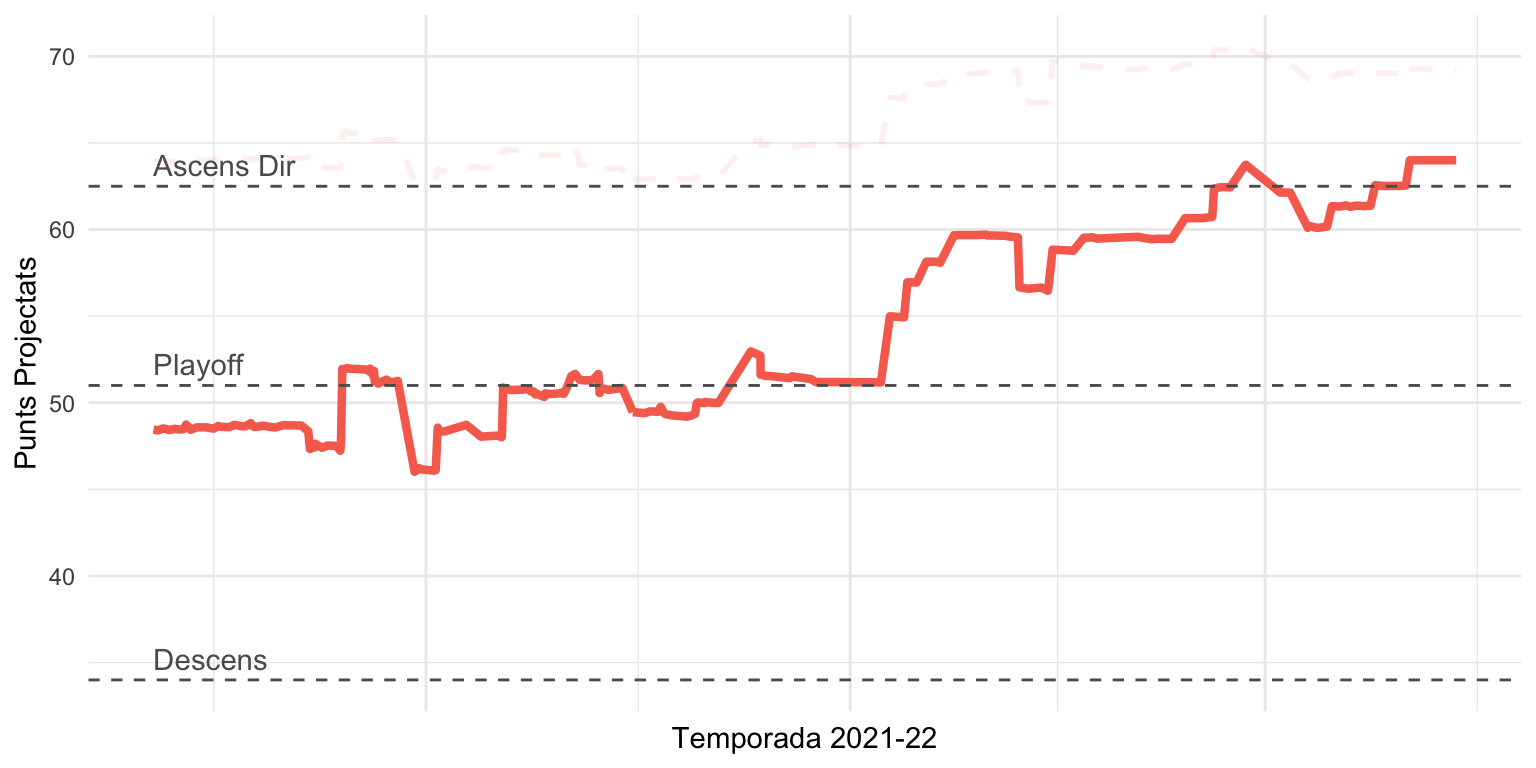 70
60
50
40
Punts Projectats
Ascens Dir
Playoff
Descens
Temporada 2021-22